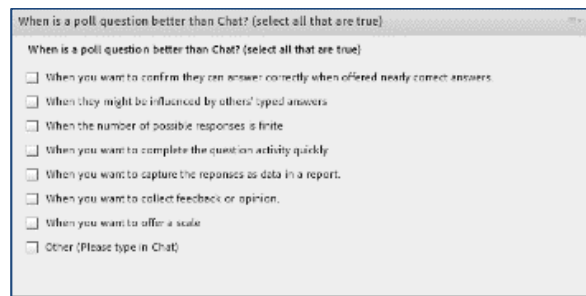 When is a poll question better than Chat? (select all that are true)
When is a poll question better than Chat? (select all that are true)
When you want to confirm they can answer correctly when offered nearly correct answers.
When they might be influenced by others' typed answers
When the number of possible responses is finite
When you want to complete the question activity quickly
When you want to capture the reponses as data in a report.
When you want to collect feedback or opinion.
When you want to offer a scale
Other (Please type in Chat)